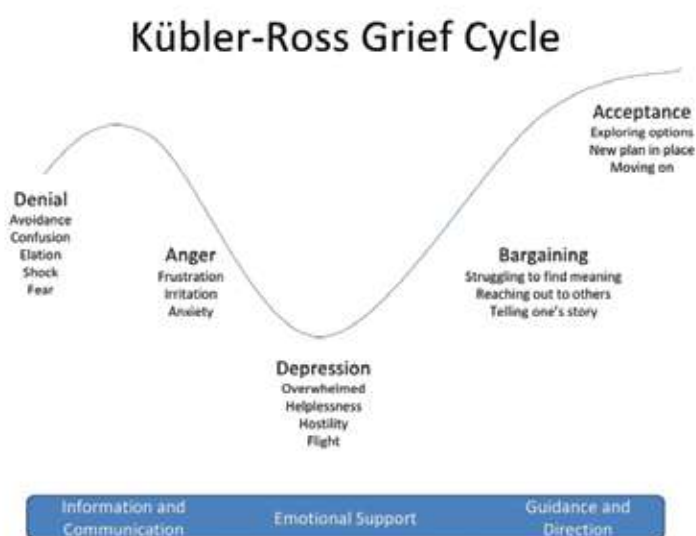 Kübler-Ross Grief Cycle
Denial
Avoidance
Confusion
Elation
Shock
Fear
Anger
Frustration
Irritation
Anxiety
Depression
Overwhelmed
Helplessness
Hostility
Flight
Bargaining
Struggling to find meaning
Reaching out to others
Telling one's story
Acceptance
Exploring options
New plan in place
Moving on
Information and
Communication
Emotional Support
Guidance and
Direction